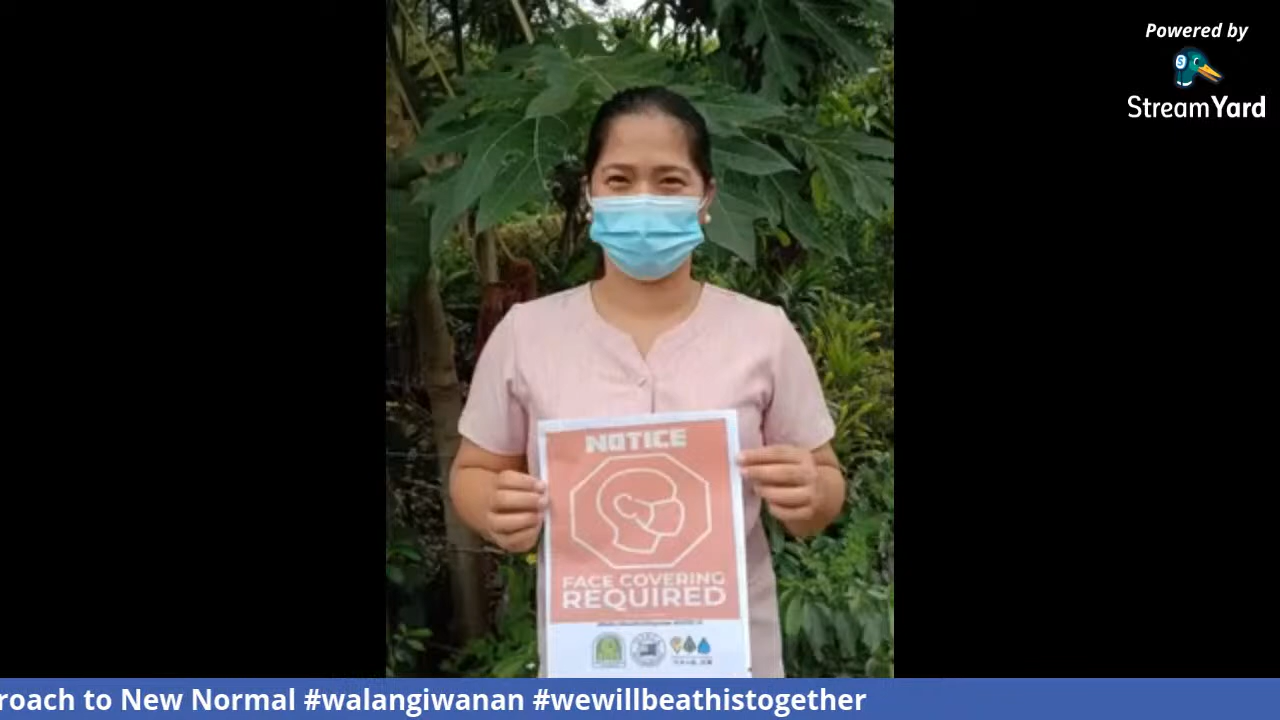 Powered by
StreamYard
NOTICE
FACE COVERING
REQUIRED
roach to New Normal #walangiwanan #wewillbeathistogether